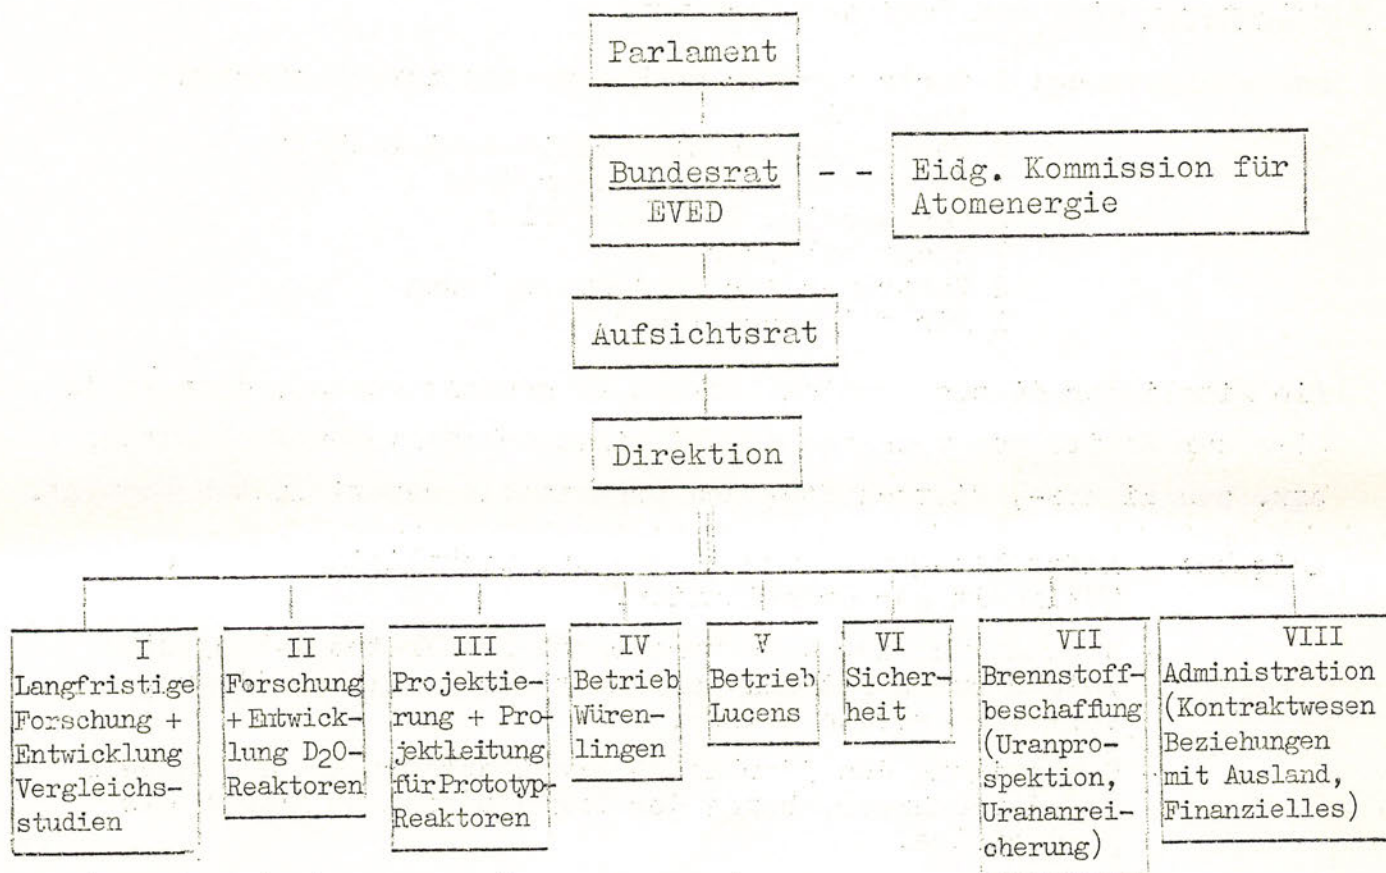 Parlament
Bundesrat
EVED
- -
Eidg. Kommission für
Atomenergie
Aufsichtsrat
Direktion
I
Langfristige
Forschung +
Entwicklung
Vergleichs-
studien
II
Forschung
+ Entwick-
lung D2O-
Reaktoren
III
Projektie-
rung + Pro-
jektleitung
für Prototyp-
Reaktoren
IV
Betrieb
Würen-
lingen
V
Betrieb
Lucens
VI
Sicher-
heit
VII
Brennstoff-
beschaffung
(Uranpro-
spektion,
Urananrei-
cherung)
VIII
Administration
(Kontraktwesen
Beziehungen
mit Ausland,
Finanzielles)